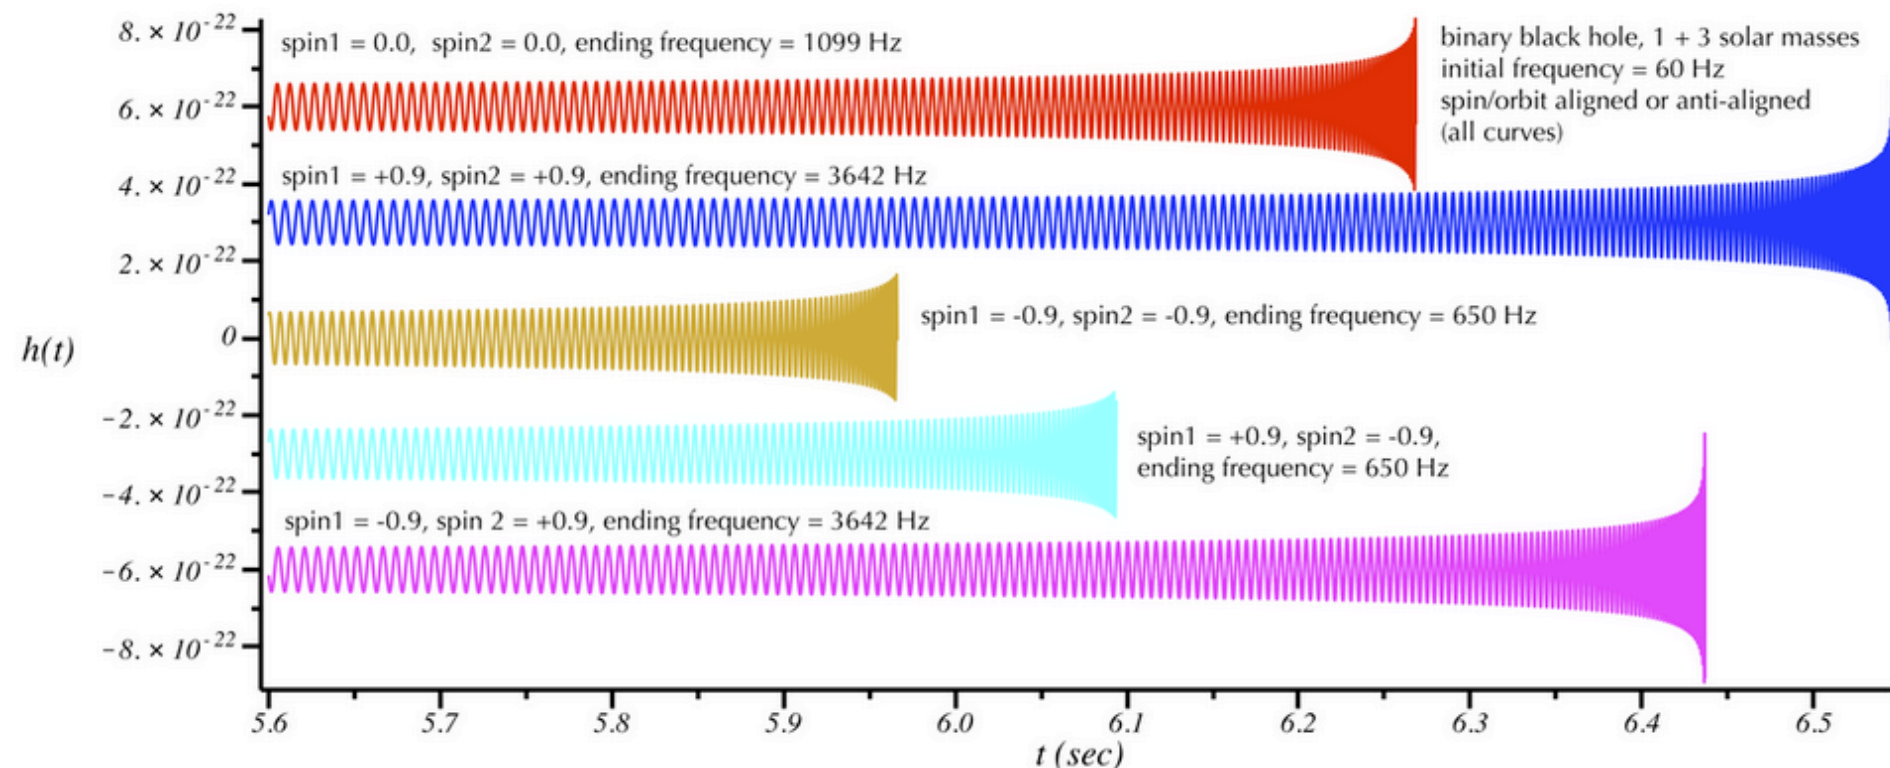 8. × 10⁻²²
spin1 = 0.0, spin2 = 0.0, ending frequency = 1099 Hz
binary black hole, 1 + 3 solar masses
initial frequency = 60 Hz
spin/orbit aligned or anti-aligned
(all curves)
6. × 10⁻²²
spin1 = +0.9, spin2 = +0.9, ending frequency = 3642 Hz
4. × 10⁻²²
2. × 10⁻²²
spin1 = -0.9, spin2 = -0.9, ending frequency = 650 Hz
0
h(t)
−2. × 10⁻²²
spin1 = +0.9, spin2 = -0.9,
ending frequency = 650 Hz
−4. × 10⁻²²
spin1 = -0.9, spin 2 = +0.9, ending frequency = 3642 Hz
−6. × 10⁻²²
−8. × 10⁻²²
5.6 5.7 5.8 5.9 6.0 6.1 6.2 6.3 6.4 6.5
t (sec)